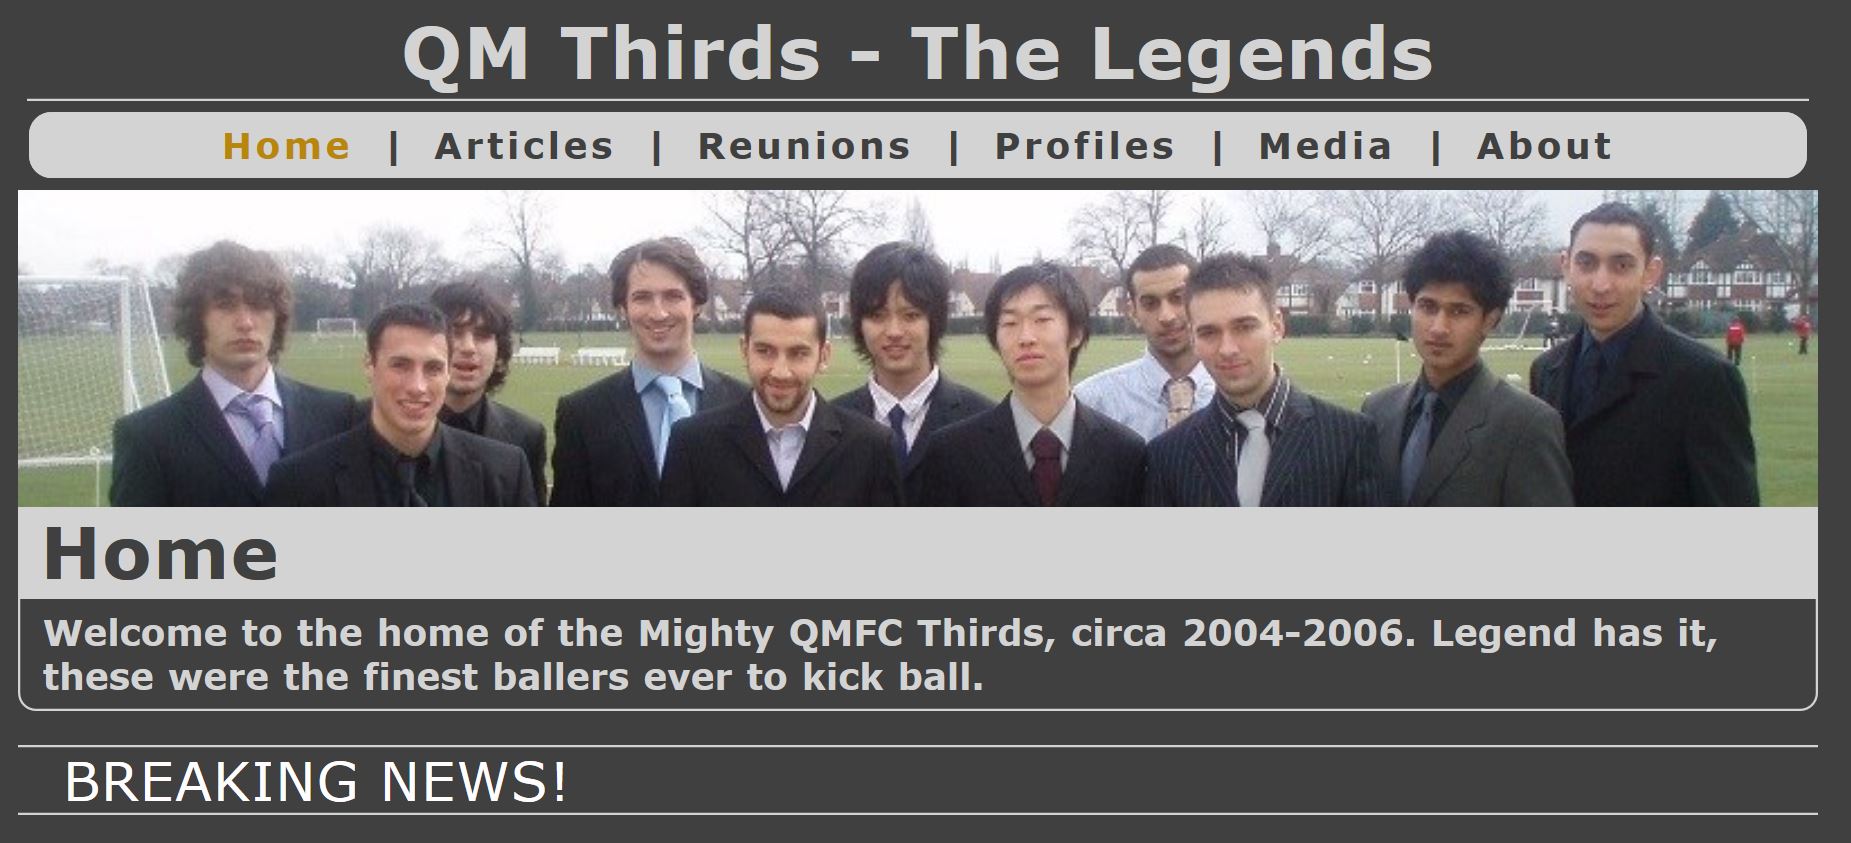 QM Thirds - The Legends
Home | Articles | Reunions | Profiles | Media | About
Home
Welcome to the home of the Mighty QMFC Thirds, circa 2004-2006. Legend has it,
these were the finest ballers ever to kick ball.
BREAKING NEWS!